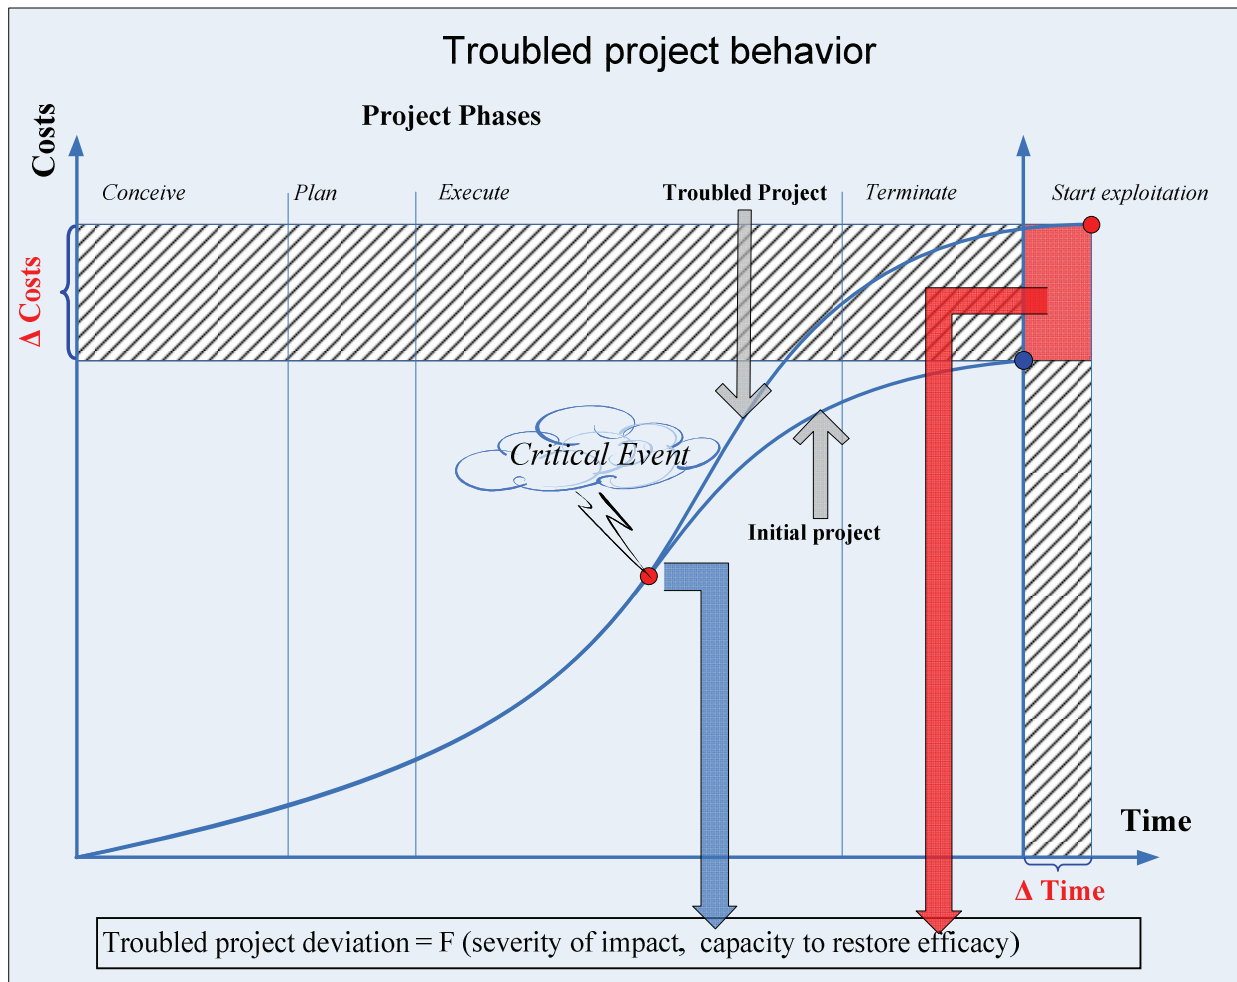 Troubled project behavior
Project Phases
Costs
Conceive
Plan
Execute
Troubled Project
Terminate
Start exploitation
Δ Costs
Critical Event
Initial project
Time
Δ Time
Troubled project deviation = F (severity of impact, capacity to restore efficacy)